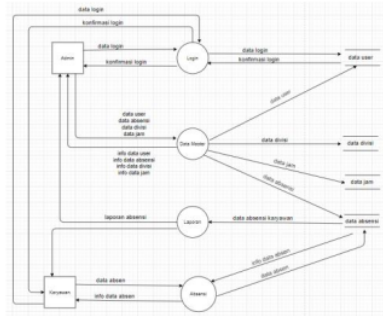 data login
konfirmasi login
Admin
data login
konfirmasi login
Login
data login
konfirmasi login
data user
data user
data absensi
data divisi
data jam
info data user
info data absensi
info data divisi
info data jam
Data Master
data user
data divisi
data divisi
data jam
data jam
data absensi
laporan absensi
Laporan
data absensi karyawan
data absensi
info data absen
data absen
Karyawan
data absen
info data absen
Absensi